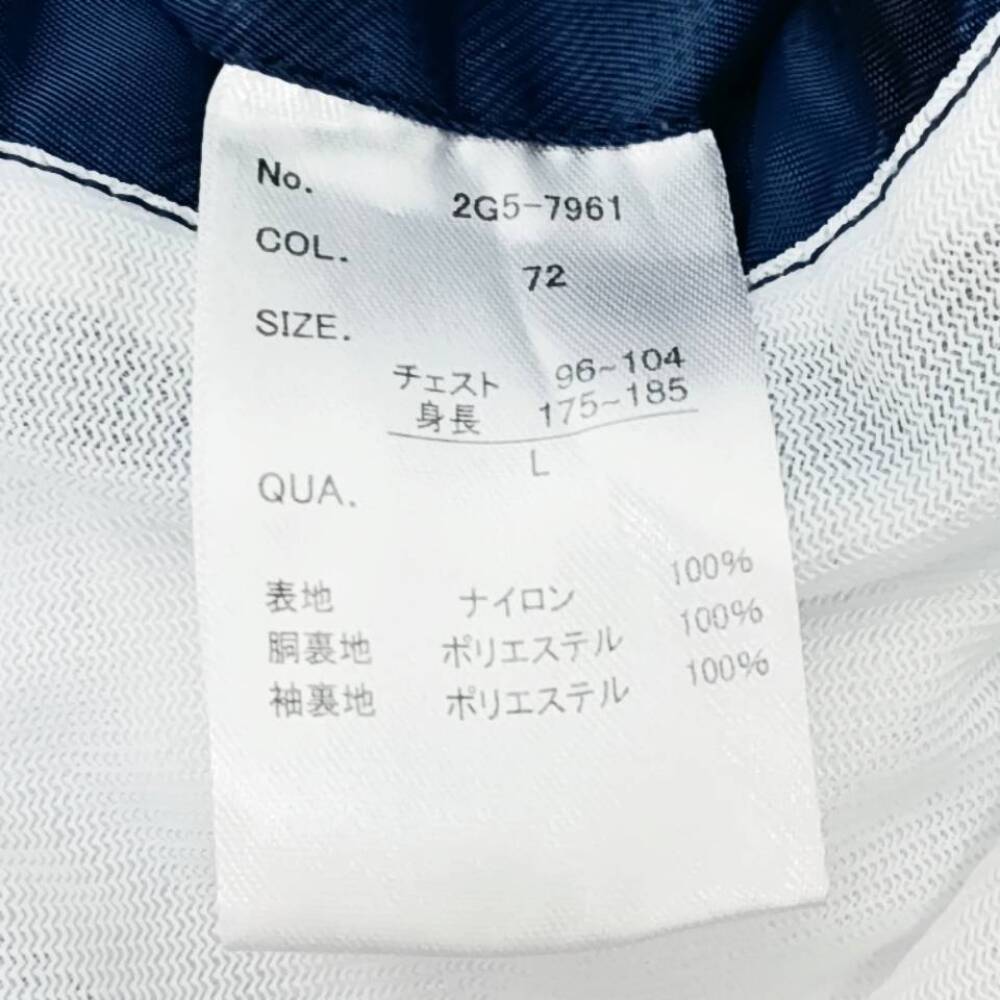 No. 2G5-7961
COL. 72
SIZE.
チェスト 96~104
身長 175~185
L
QUA.
表地 ナイロン 100%
胴裏地 ポリエステル 100%
袖裏地 ポリエステル 100%